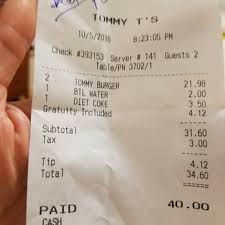 TOMMY T'S
10/5/2016 8:23:05 PM
Check #393153 Server # 141 Guests 2
Table/PN 3702/1
2 TOMMY BURGER 21.98
1 BTL WATER 2.00
1 DIET COKE 3.50
Gratuity Included 4.12
Subtotal 31.60
Tax 3.00
Tip 4.12
Total 34.60
PAID 40.00
CASH